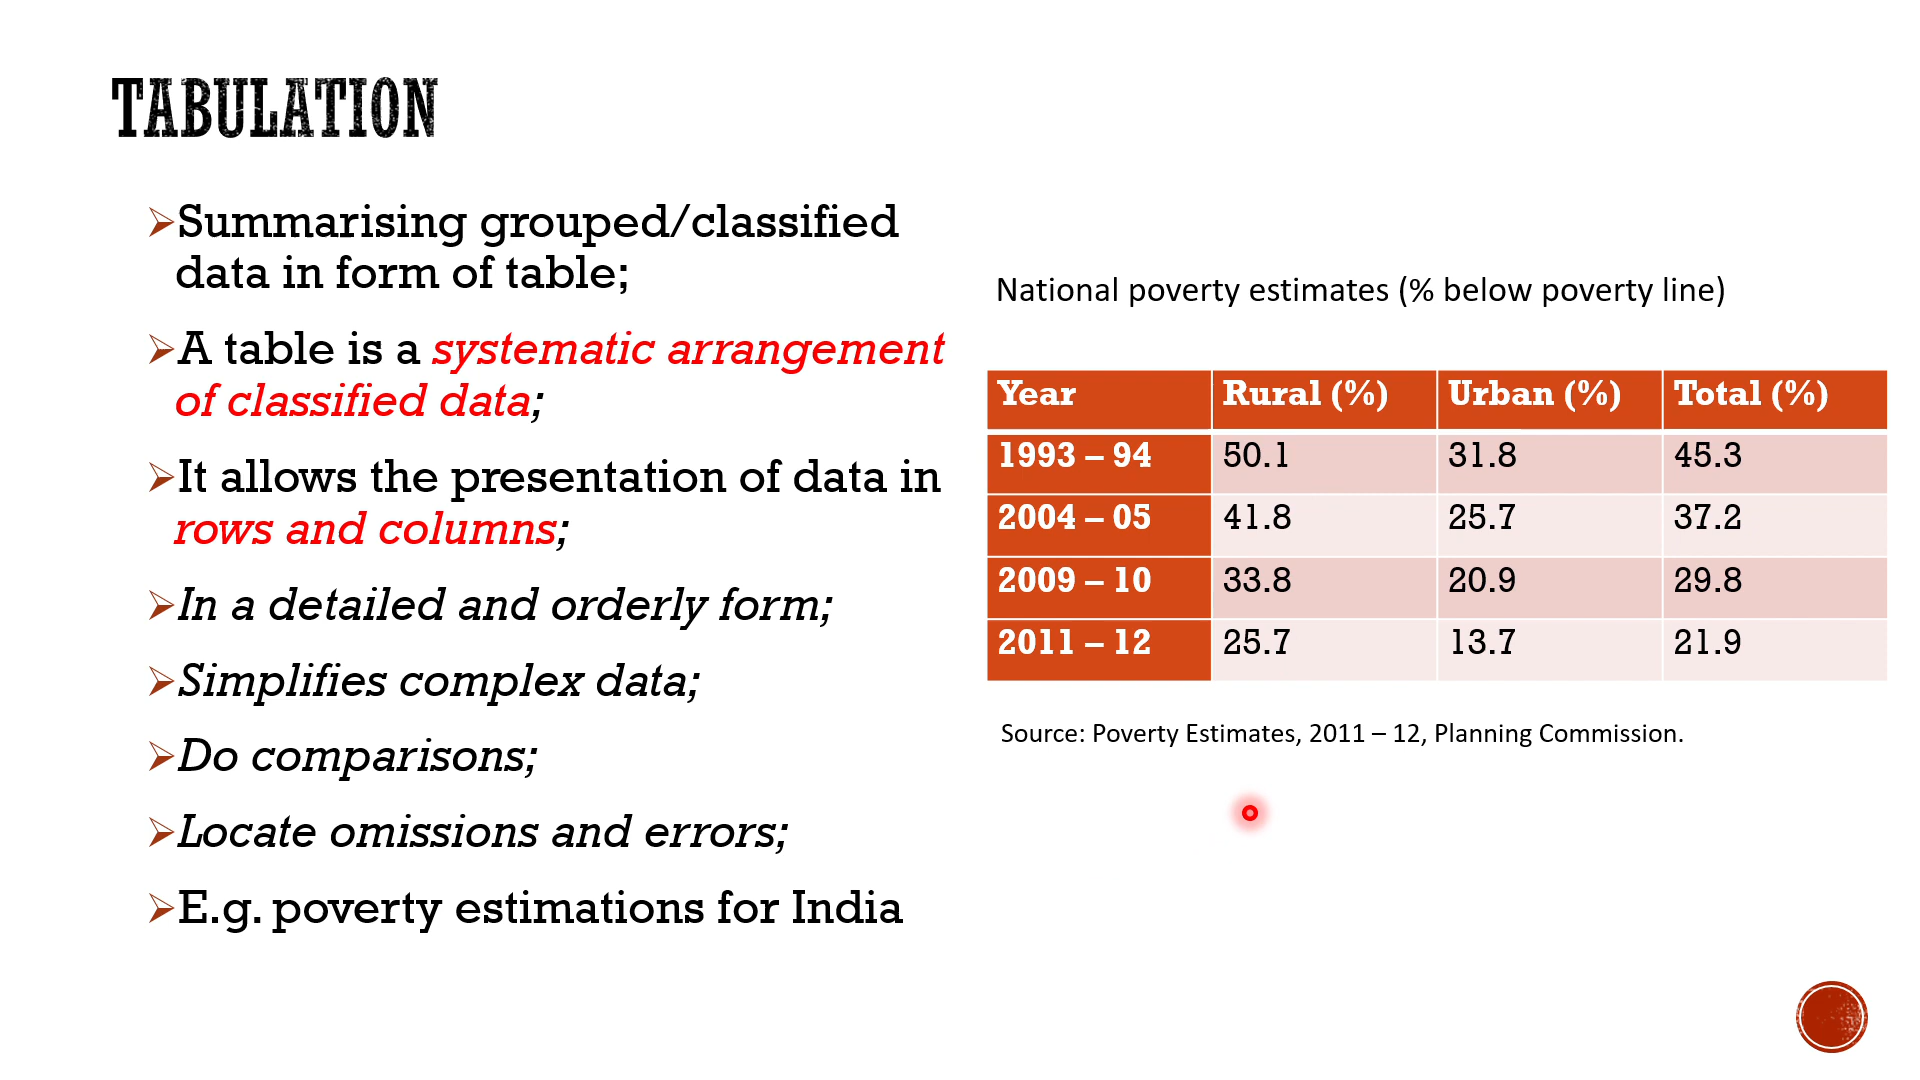 TABULATION
Summarising grouped/classified
data in form of table;
A table is a systematic arrangement
of classified data;
It allows the presentation of data in
rows and columns;
In a detailed and orderly form;
Simplifies complex data;
Do comparisons;
Locate omissions and errors;
E.g. poverty estimations for India
National poverty estimates (% below poverty line)
Year Rural (%) Urban (%) Total (%)
1993 – 94 50.1 31.8 45.3
2004 – 05 41.8 25.7 37.2
2009 – 10 33.8 20.9 29.8
2011 – 12 25.7 13.7 21.9
Source: Poverty Estimates, 2011 – 12, Planning Commission.